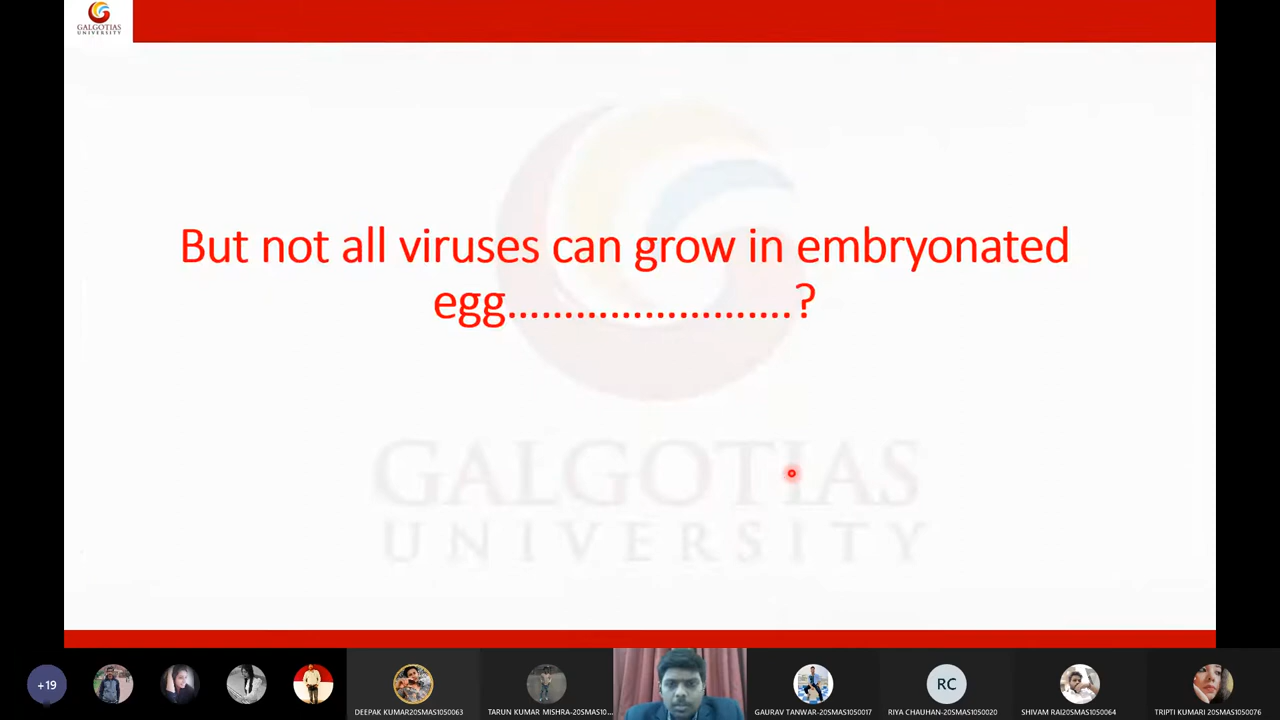 GALGOTIAS
UNIVERSITY
But not all viruses can grow in embryonated
egg.........................?
GALGOTIAS
UNIVERSITY
+19
DEEPAK KUMAR20SMAS1050063
TARUN KUMAR MISHRA-20SMAS10...
GAURAV TANWAR-20SMAS1050017
RC
RIYA CHAUHAN-20SMAS1050020
SHIVAM RAI20SMAS1050064
TRIPTI KUMARI 20SMAS1050076